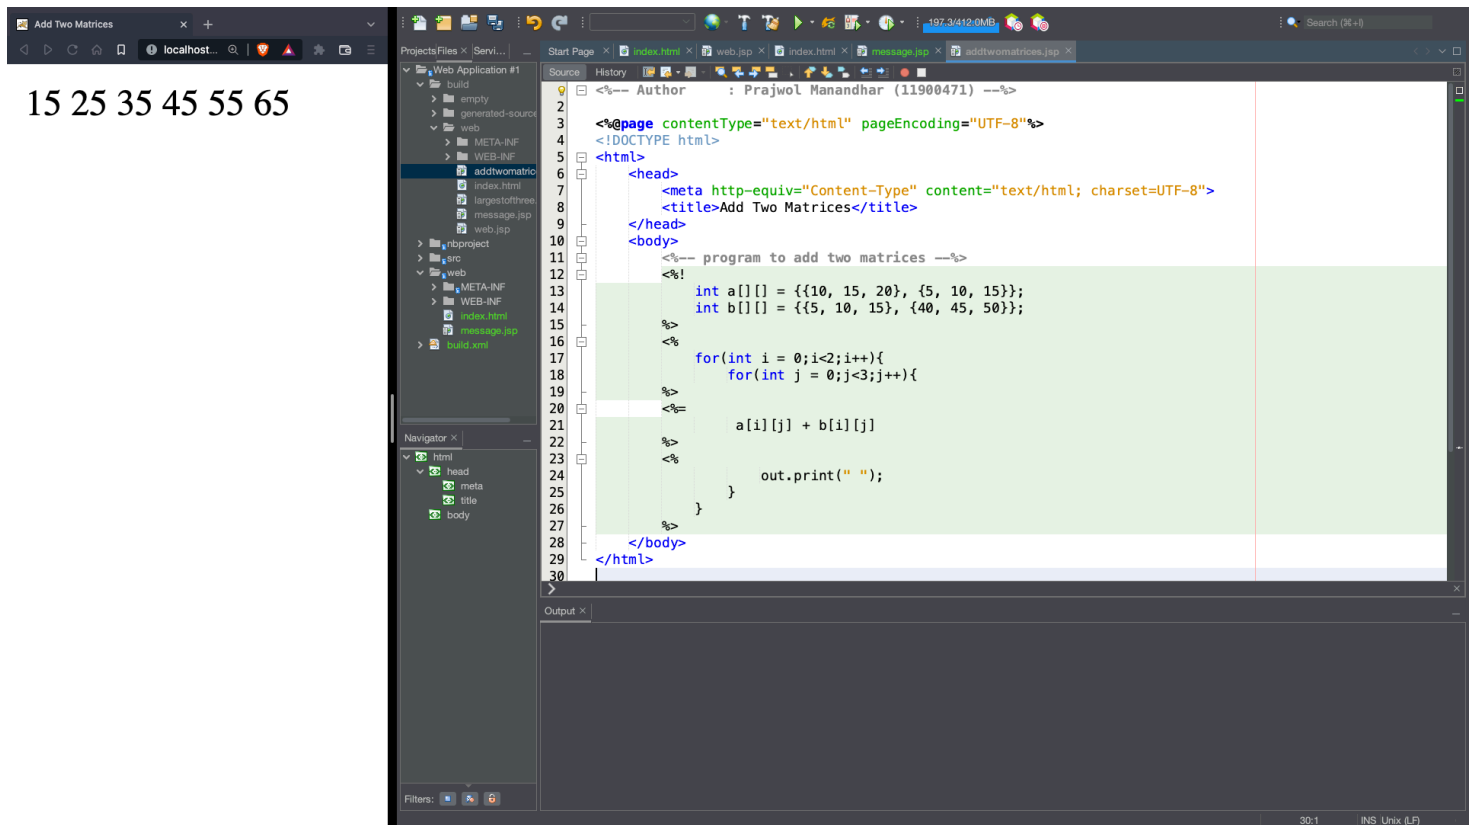 Add Two Matrices
localhost...
15 25 35 45 55 65
197.3/412.0MB
Search (⌘+I)
Projects Files Servi...
Web Application #1
build
empty
generated-source
web
META-INF
WEB-INF
addtwomatric
index.html
largestofthree.
message.jsp
web.jsp
nbproject
src
web
META-INF
WEB-INF
index.html
message.jsp
build.xml
Navigator
html
head
meta
title
body
Filters:
Start Page index.html web.jsp index.html message.jsp addtwomatrices.jsp
Source History
<%-- Author     : Prajwol Manandhar (11900471) --%>
2
3 <%@page contentType="text/html" pageEncoding="UTF-8"%>
4 <!DOCTYPE html>
5 <html>
6 <head>
7 <meta http-equiv="Content-Type" content="text/html; charset=UTF-8">
8 <title>Add Two Matrices</title>
9 </head>
10 <body>
11 <%-- program to add two matrices --%>
12 <%!
13 int a[][] = {{10, 15, 20}, {5, 10, 15}};
14 int b[][] = {{5, 10, 15}, {40, 45, 50}};
15 %>
16 <%
17 for(int i = 0;i<2;i++){
18 for(int j = 0;j<3;j++){
19 %>
20 <%=
21 a[i][j] + b[i][j]
22 %>
23 <%
24 out.print(" ");
25 }
26 }
27 %>
28 </body>
29 </html>
30
Output
30:1 INS Unix (LF)